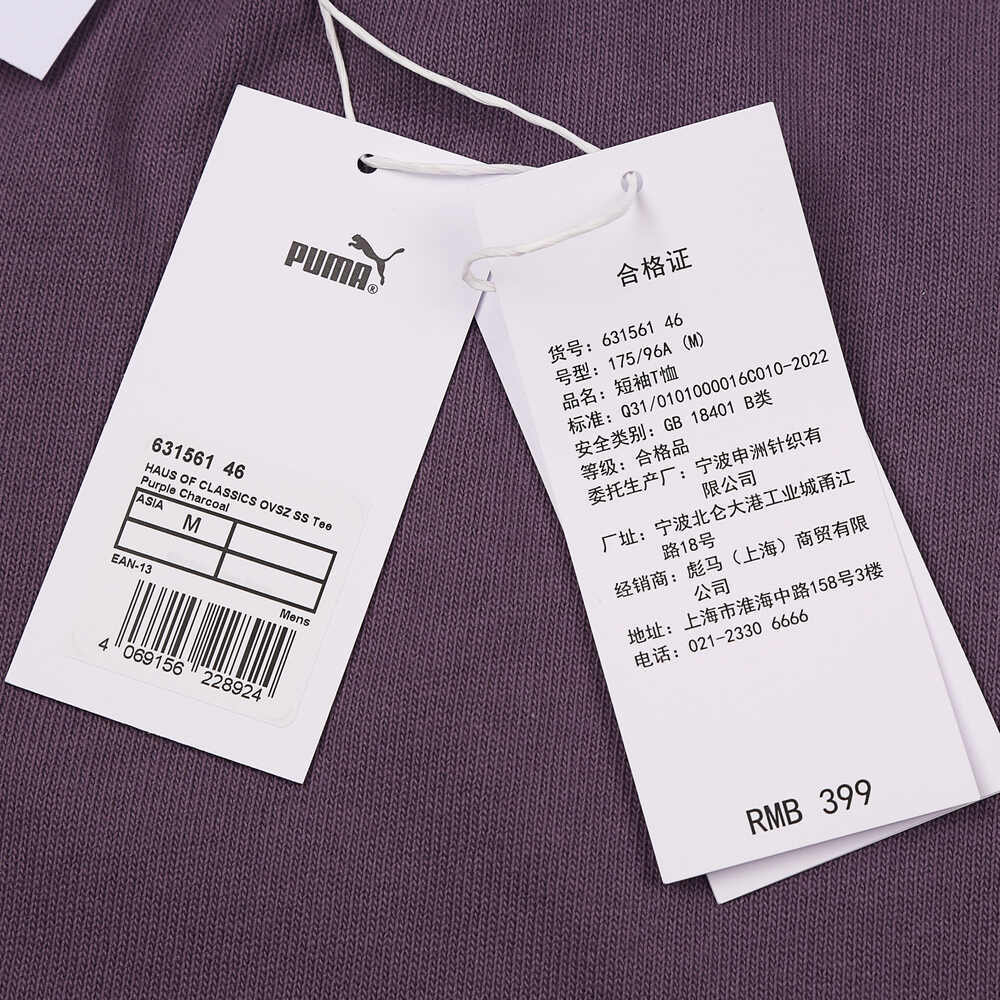 PUMA®
631561 46
HAUS OF CLASSICS OVSZ SS Tee
Purple Charcoal
ASIA
M
EAN-13
Mens
4 069156 228924
合格证
货号: 631561 46
号型: 175/96A (M)
品名: 短袖T恤
标准: Q31/0101000016C010-2022
安全类别: GB 18401 B类
等级: 合格品
委托生产厂: 宁波申洲针织有
限公司
厂址: 宁波北仑大港工业城甬江
路18号
经销商: 彪马（上海）商贸有限
公司
地址: 上海市淮海中路158号3楼
电话: 021-2330 6666
RMB 399